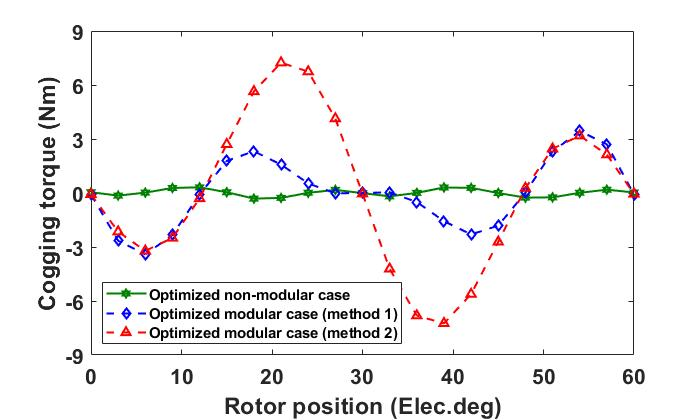 9
6
3
0
-3
-6
-9
Cogging torque (Nm)
Optimized non-modular case
Optimized modular case (method 1)
Optimized modular case (method 2)
0 10 20 30 40 50 60
Rotor position (Elec.deg)